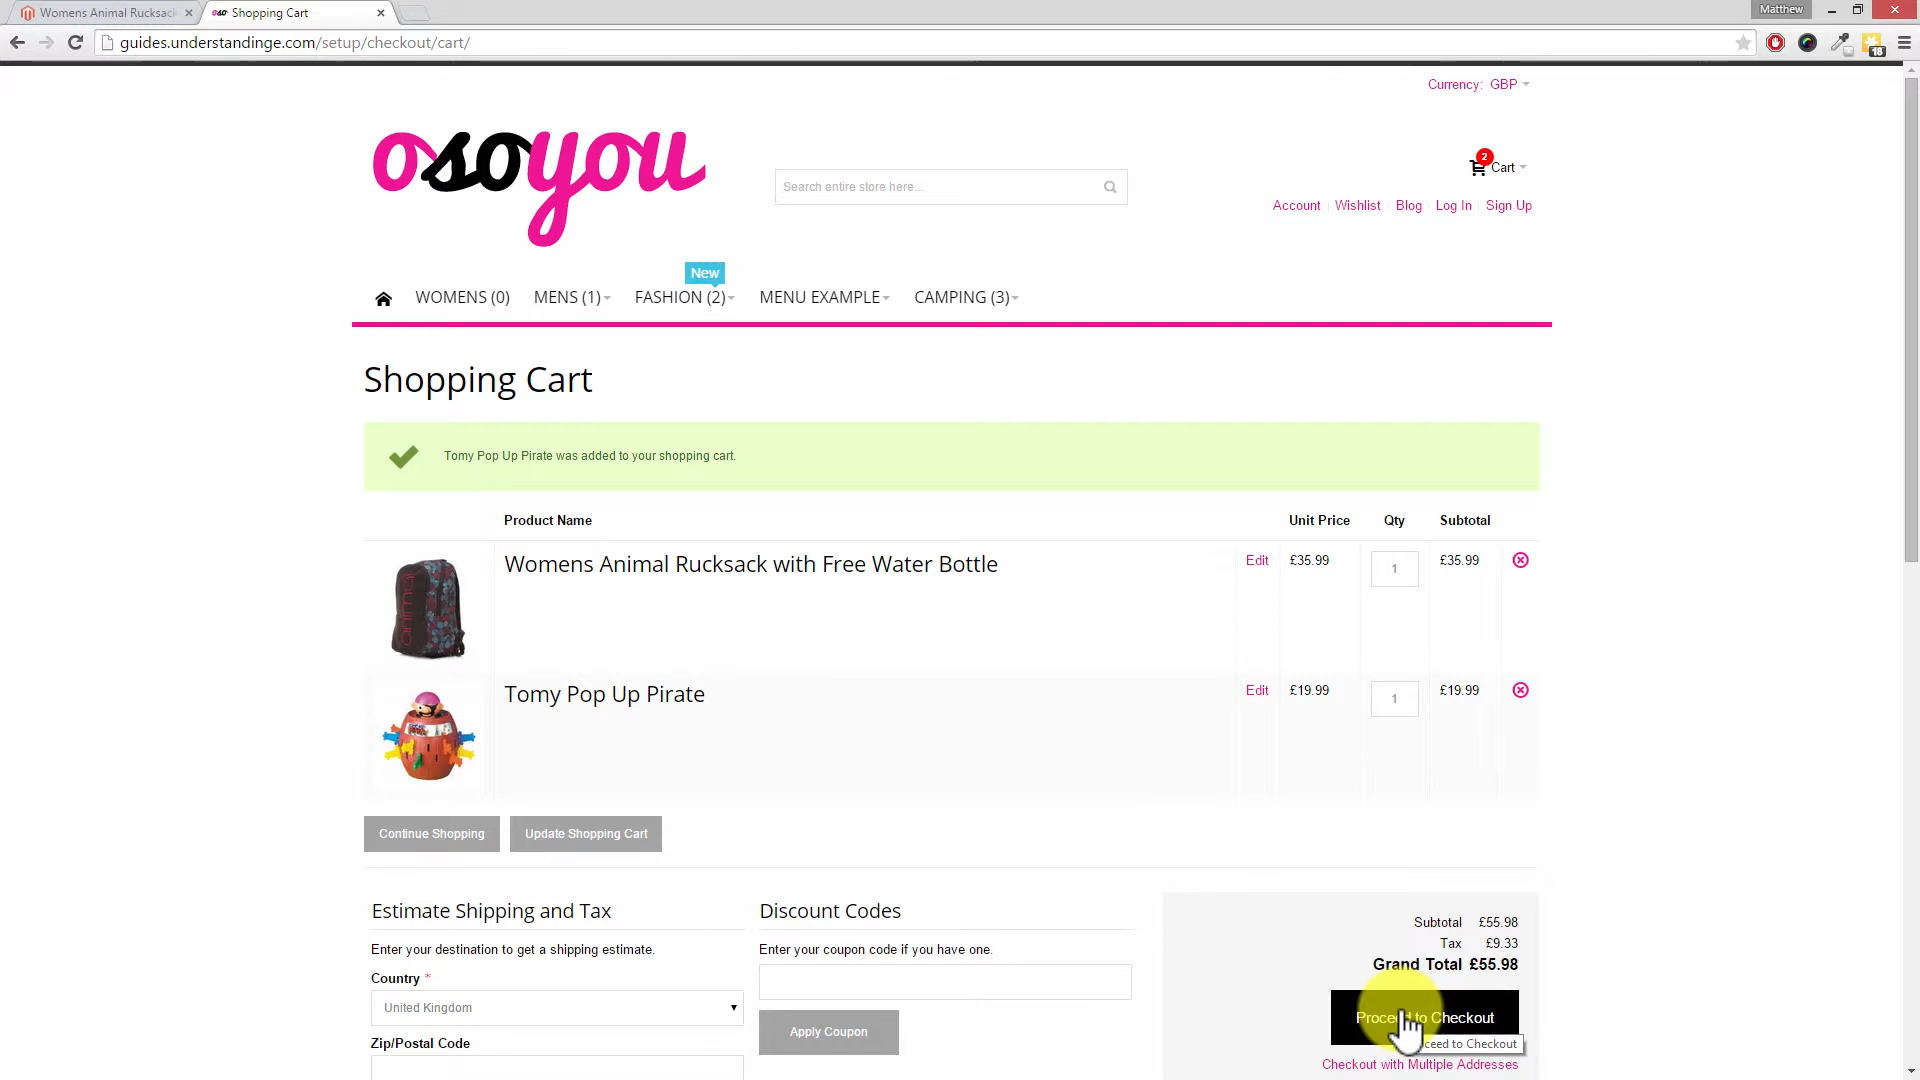 Womens Animal Rucksack
Shopping Cart
Matthew
guides.understandinge.com/setup/checkout/cart/
18
Currency: GBP
osoyou
Search entire store here...
2
Cart
Account
Wishlist
Blog
Log In
Sign Up
New
WOMENS (0)
MENS (1)
FASHION (2)
MENU EXAMPLE
CAMPING (3)
Shopping Cart
Tomy Pop Up Pirate was added to your shopping cart.
Product Name
Unit Price
Qty
Subtotal
animal
Womens Animal Rucksack with Free Water Bottle
Edit
£35.99
1
£35.99
Tomy Pop Up Pirate
Edit
£19.99
1
£19.99
Continue Shopping
Update Shopping Cart
Estimate Shipping and Tax
Enter your destination to get a shipping estimate.
Country *
United Kingdom
Zip/Postal Code
Discount Codes
Enter your coupon code if you have one.
Apply Coupon
Subtotal £55.98
Tax £9.33
Grand Total £55.98
Proceed to Checkout
ceed to Checkout
Checkout with Multiple Addresses